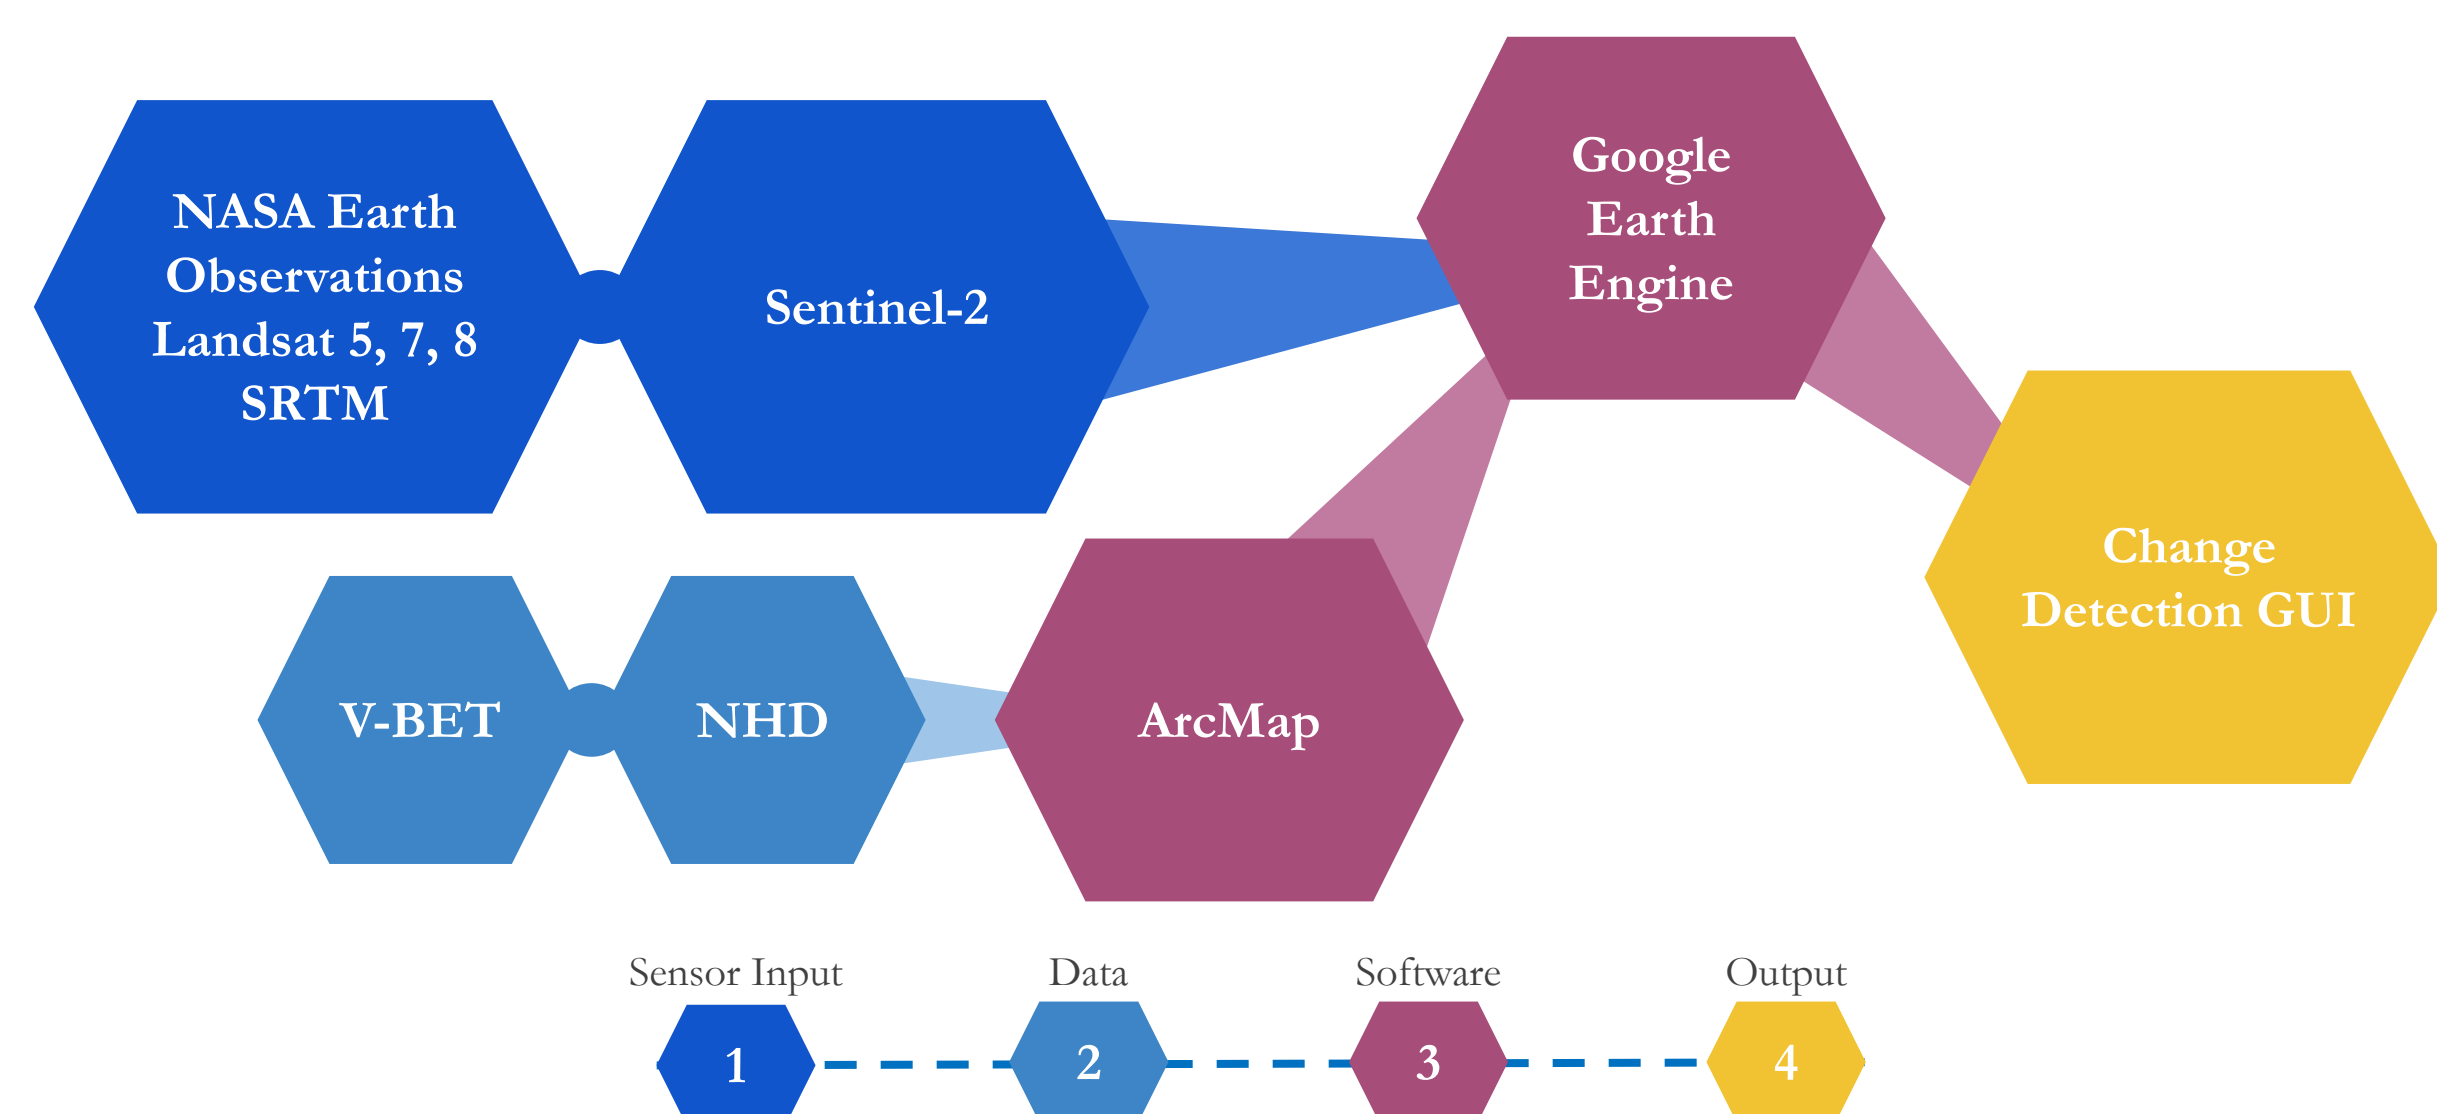 NASA Earth
Observations
Landsat 5, 7, 8
SRTM
Sentinel-2
Google
Earth
Engine
Change
Detection GUI
V-BET
NHD
ArcMap
Sensor Input
Data
Software
Output
1
2
3
4